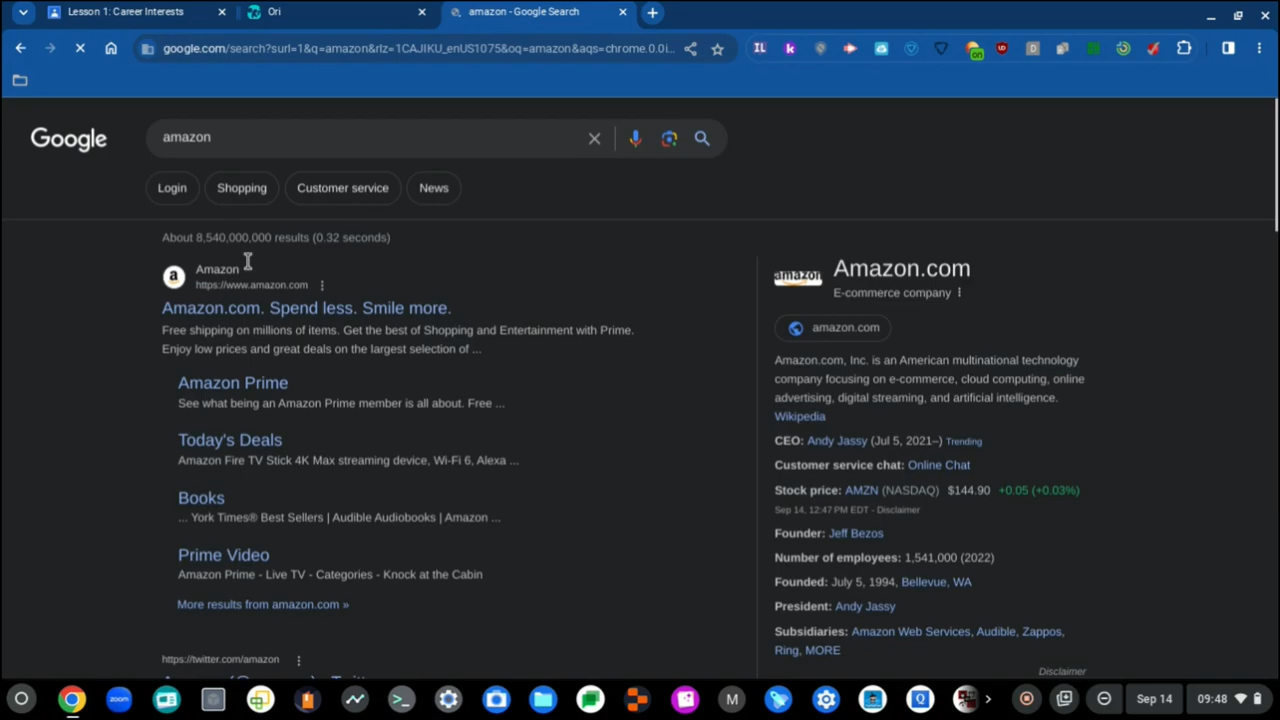 Lesson 1: Career Interests
Ori
amazon - Google Search
google.com/search?surl=1&q=amazon&rlz=1CAJIKU_enUS1075&oq=amazon&aqs=chrome.0.0i...
IL
k
D
on
Google
amazon
Login
Shopping
Customer service
News
About 8,540,000,000 results (0.32 seconds)
a
Amazon
https://www.amazon.com
Amazon.com. Spend less. Smile more.
Free shipping on millions of items. Get the best of Shopping and Entertainment with Prime.
Enjoy low prices and great deals on the largest selection of ...
Amazon Prime
See what being an Amazon Prime member is all about. Free ...
Today's Deals
Amazon Fire TV Stick 4K Max streaming device, Wi-Fi 6, Alexa ...
Books
... York Times® Best Sellers | Audible Audiobooks | Amazon ...
Prime Video
Amazon Prime - Live TV - Categories - Knock at the Cabin
More results from amazon.com »
https://twitter.com/amazon
amazon
Amazon.com
E-commerce company
amazon.com
Amazon.com, Inc. is an American multinational technology
company focusing on e-commerce, cloud computing, online
advertising, digital streaming, and artificial intelligence.
Wikipedia
CEO: Andy Jassy (Jul 5, 2021–) Trending
Customer service chat: Online Chat
Stock price: AMZN (NASDAQ) $144.90 +0.05 (+0.03%)
Sep 14, 12:47 PM EDT - Disclaimer
Founder: Jeff Bezos
Number of employees: 1,541,000 (2022)
Founded: July 5, 1994, Bellevue, WA
President: Andy Jassy
Subsidiaries: Amazon Web Services, Audible, Zappos,
Ring, MORE
Disclaimer
zoom
M
Q
Sep 14
09:48